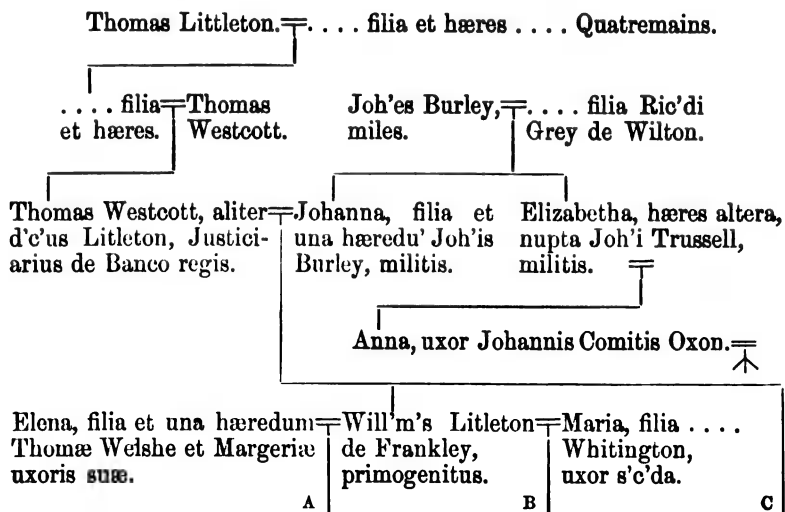 Thomas Littleton. . . . . filia et hæres . . . . Quatremains.
. . . . filia
et hæres.
Thomas
Westcott.
Joh'es Burley,
miles.
. . . . filia Ric'di
Grey de Wilton.
Thomas Westcott, aliter
d'c'us Litleton, Justici-
arius de Banco regis.
Johanna, filia et
una hæredu' Joh'is
Burley, militis.
Elizabetha, hæres altera,
nupta Joh'i Trussell,
militis.
Anna, uxor Johannis Comitis Oxon.
Elena, filia et una hæredum
Thomæ Welshe et Margeriæ
uxoris suæ.
Will'm's Litleton
de Frankley,
primogenitus.
Maria, filia . . . .
Whitington,
uxor s'c'da.
A
B
C